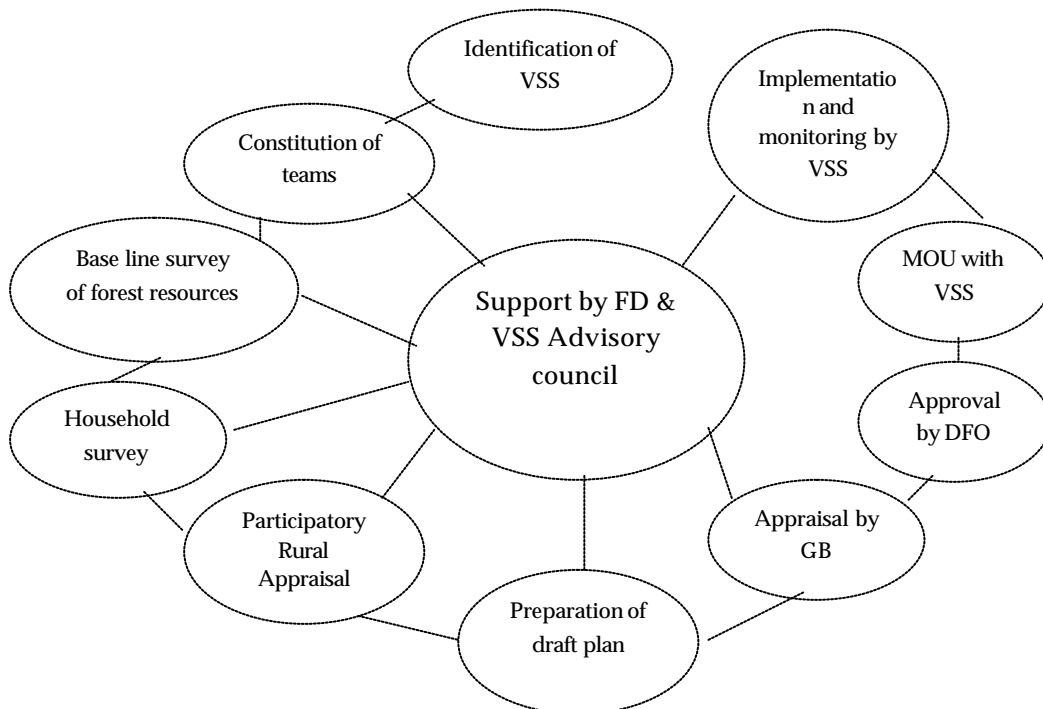 Identification of
VSS
Implementatio
n and
monitoring by
VSS
Constitution of
teams
Base line survey
of forest resources
MOU with
VSS
Support by FD &
VSS Advisory
council
Household
survey
Approval
by DFO
Participatory
Rural
Appraisal
Appraisal by
GB
Preparation of
draft plan